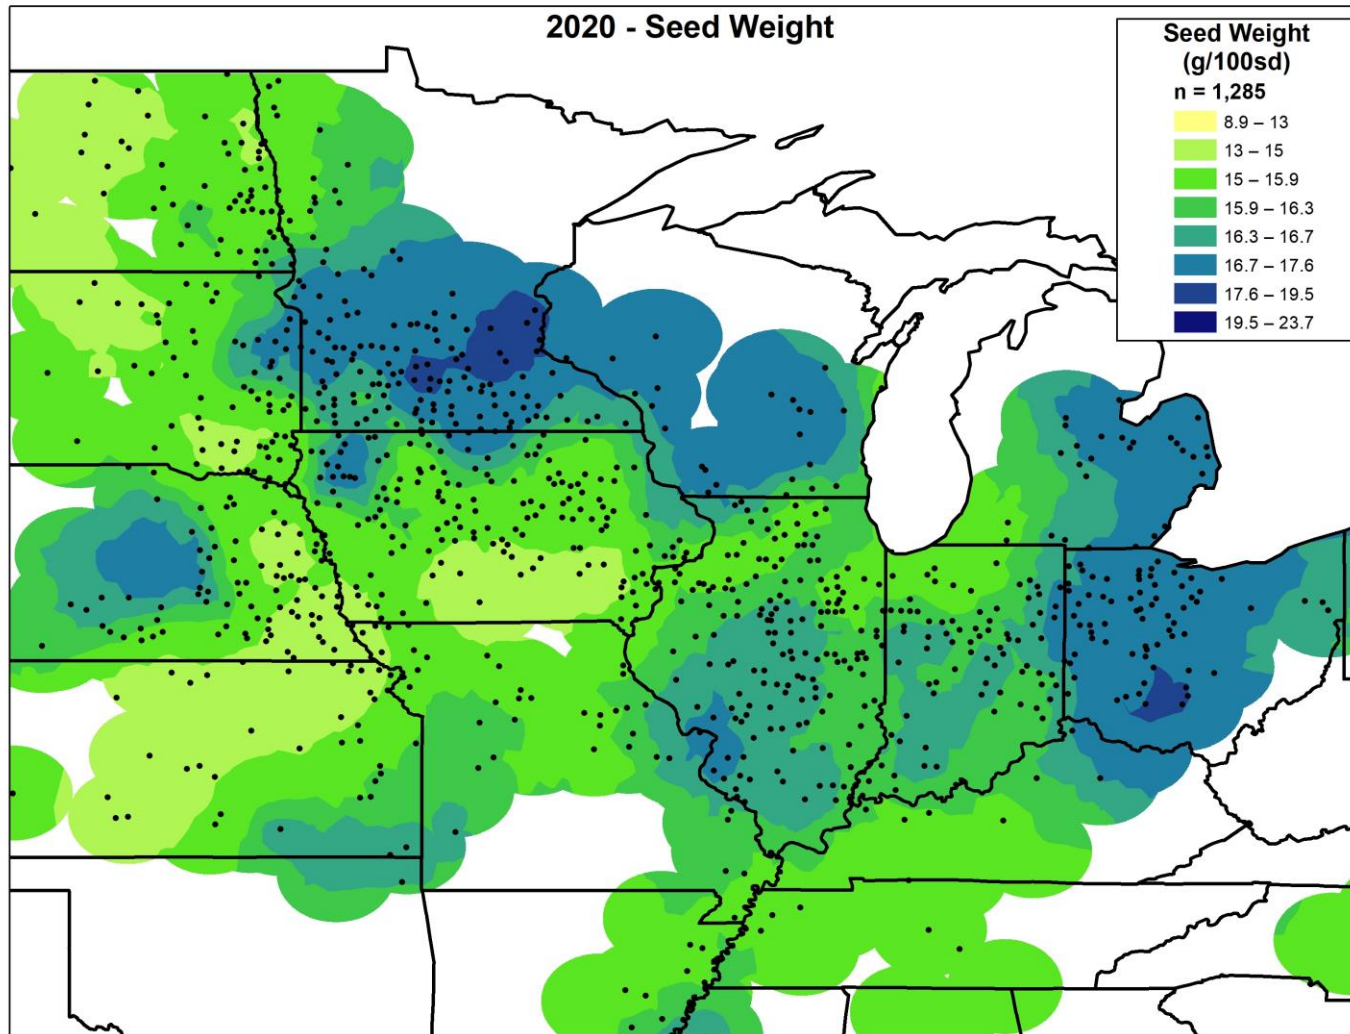 2020 - Seed Weight
Seed Weight
(g/100sd)
n = 1,285
8.9 – 13
13 – 15
15 – 15.9
15.9 – 16.3
16.3 – 16.7
16.7 – 17.6
17.6 – 19.5
19.5 – 23.7